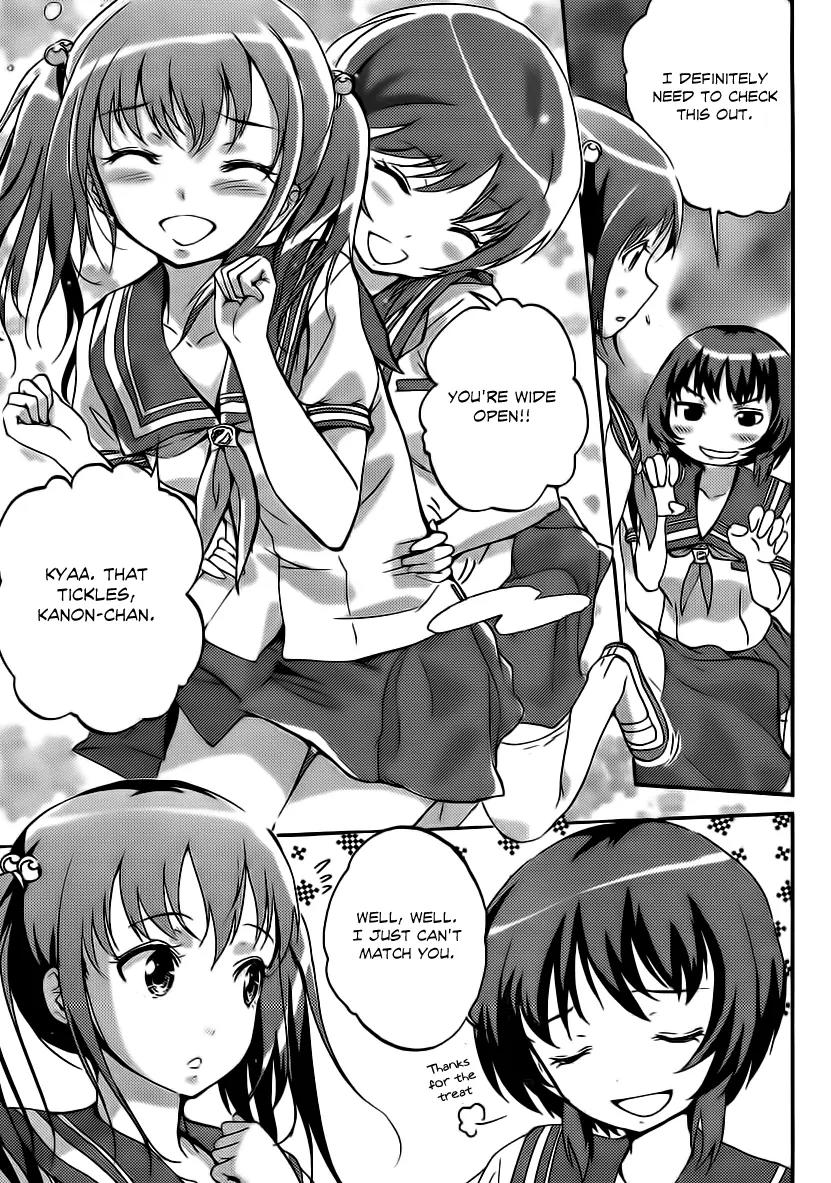 I DEFINITELY
NEED TO CHECK
THIS OUT.
YOU'RE WIDE
OPEN!!
KYAA. THAT
TICKLES,
KANON-CHAN.
WELL, WELL.
I JUST CAN'T
MATCH YOU.
Thanks
for the
treat